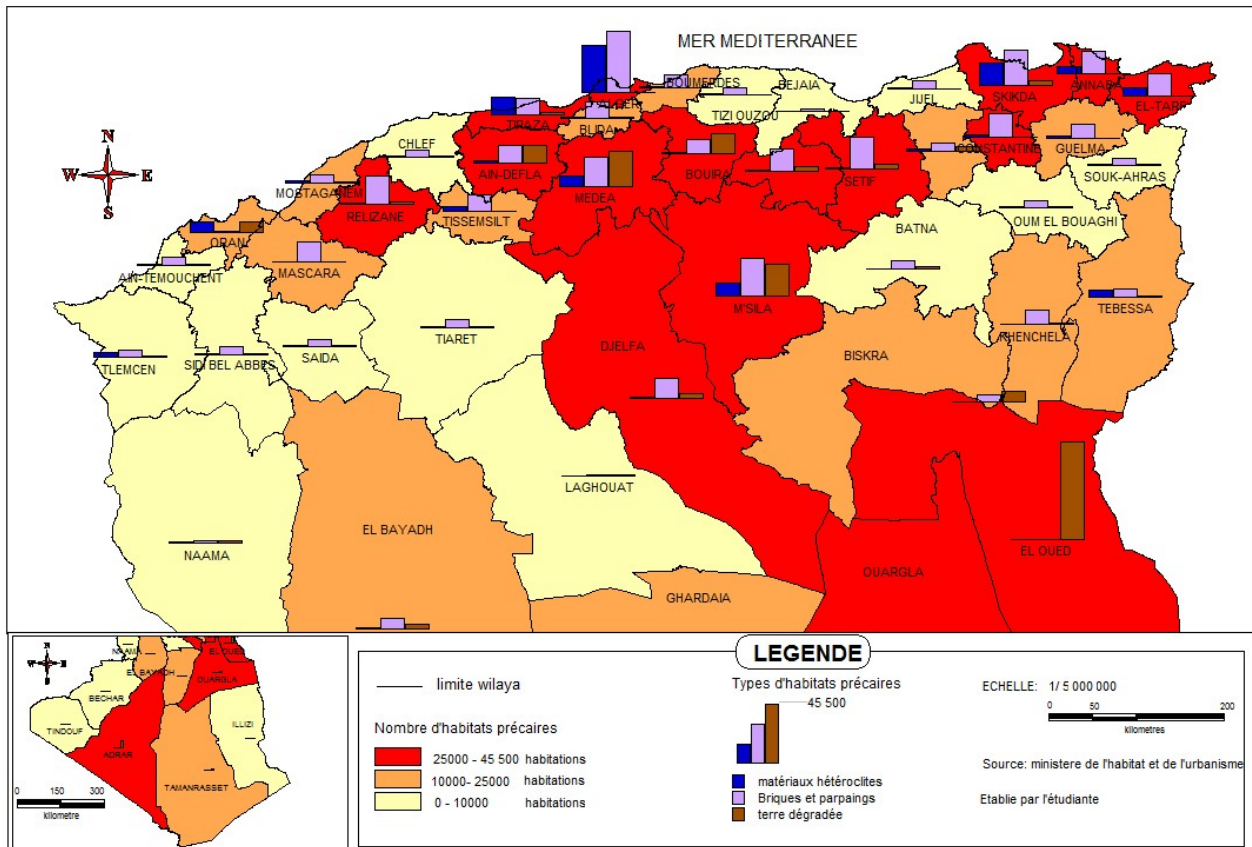 MER MEDITERRANEE
N
W E
S
BOUMERDES
BEJAIA
JIJEL
SKIKDA
ANNABA
EL-TARF
TIZI OUZOU
BLIDA
CHLEF
CONSTANTINE
GUELMA
AIN-DEFLA
MEDEA
BOUIRA
SETIF
SOUK-AHRAS
MOSTAGANEM
RELIZANE
TISSEMSILT
OUM EL BOUAGHI
BATNA
ORAN
MASCARA
AIN-TEMOUCHENT
M'SILA
TEBESSA
KHENCHELA
TIARET
DJELFA
BISKRA
TLEMCEN
SIDI BEL ABBES
SAIDA
LAGHOUAT
EL BAYADH
NAAMA
EL OUED
OUARGLA
GHARDAIA
N
NAAMA
EL OUED
EL BAYADH
OUARGLA
BECHAR
ILLIZI
TINDOUF
ADRAR
TAMANRASSET
0 150 300
kilometre
LEGENDE
limite wilaya
Nombre d'habitats précaires
25000 - 45 500 habitations
10000- 25000 habitations
0 - 10000 habitations
Types d'habitats précaires
45 500
matériaux hétéroclites
Briques et parpaings
terre dégradée
ECHELLE: 1/ 5 000 000
0 50 100 200
kilometres
Source: ministere de l'habitat et de l'urbanisme
Etablie par l'étudiante